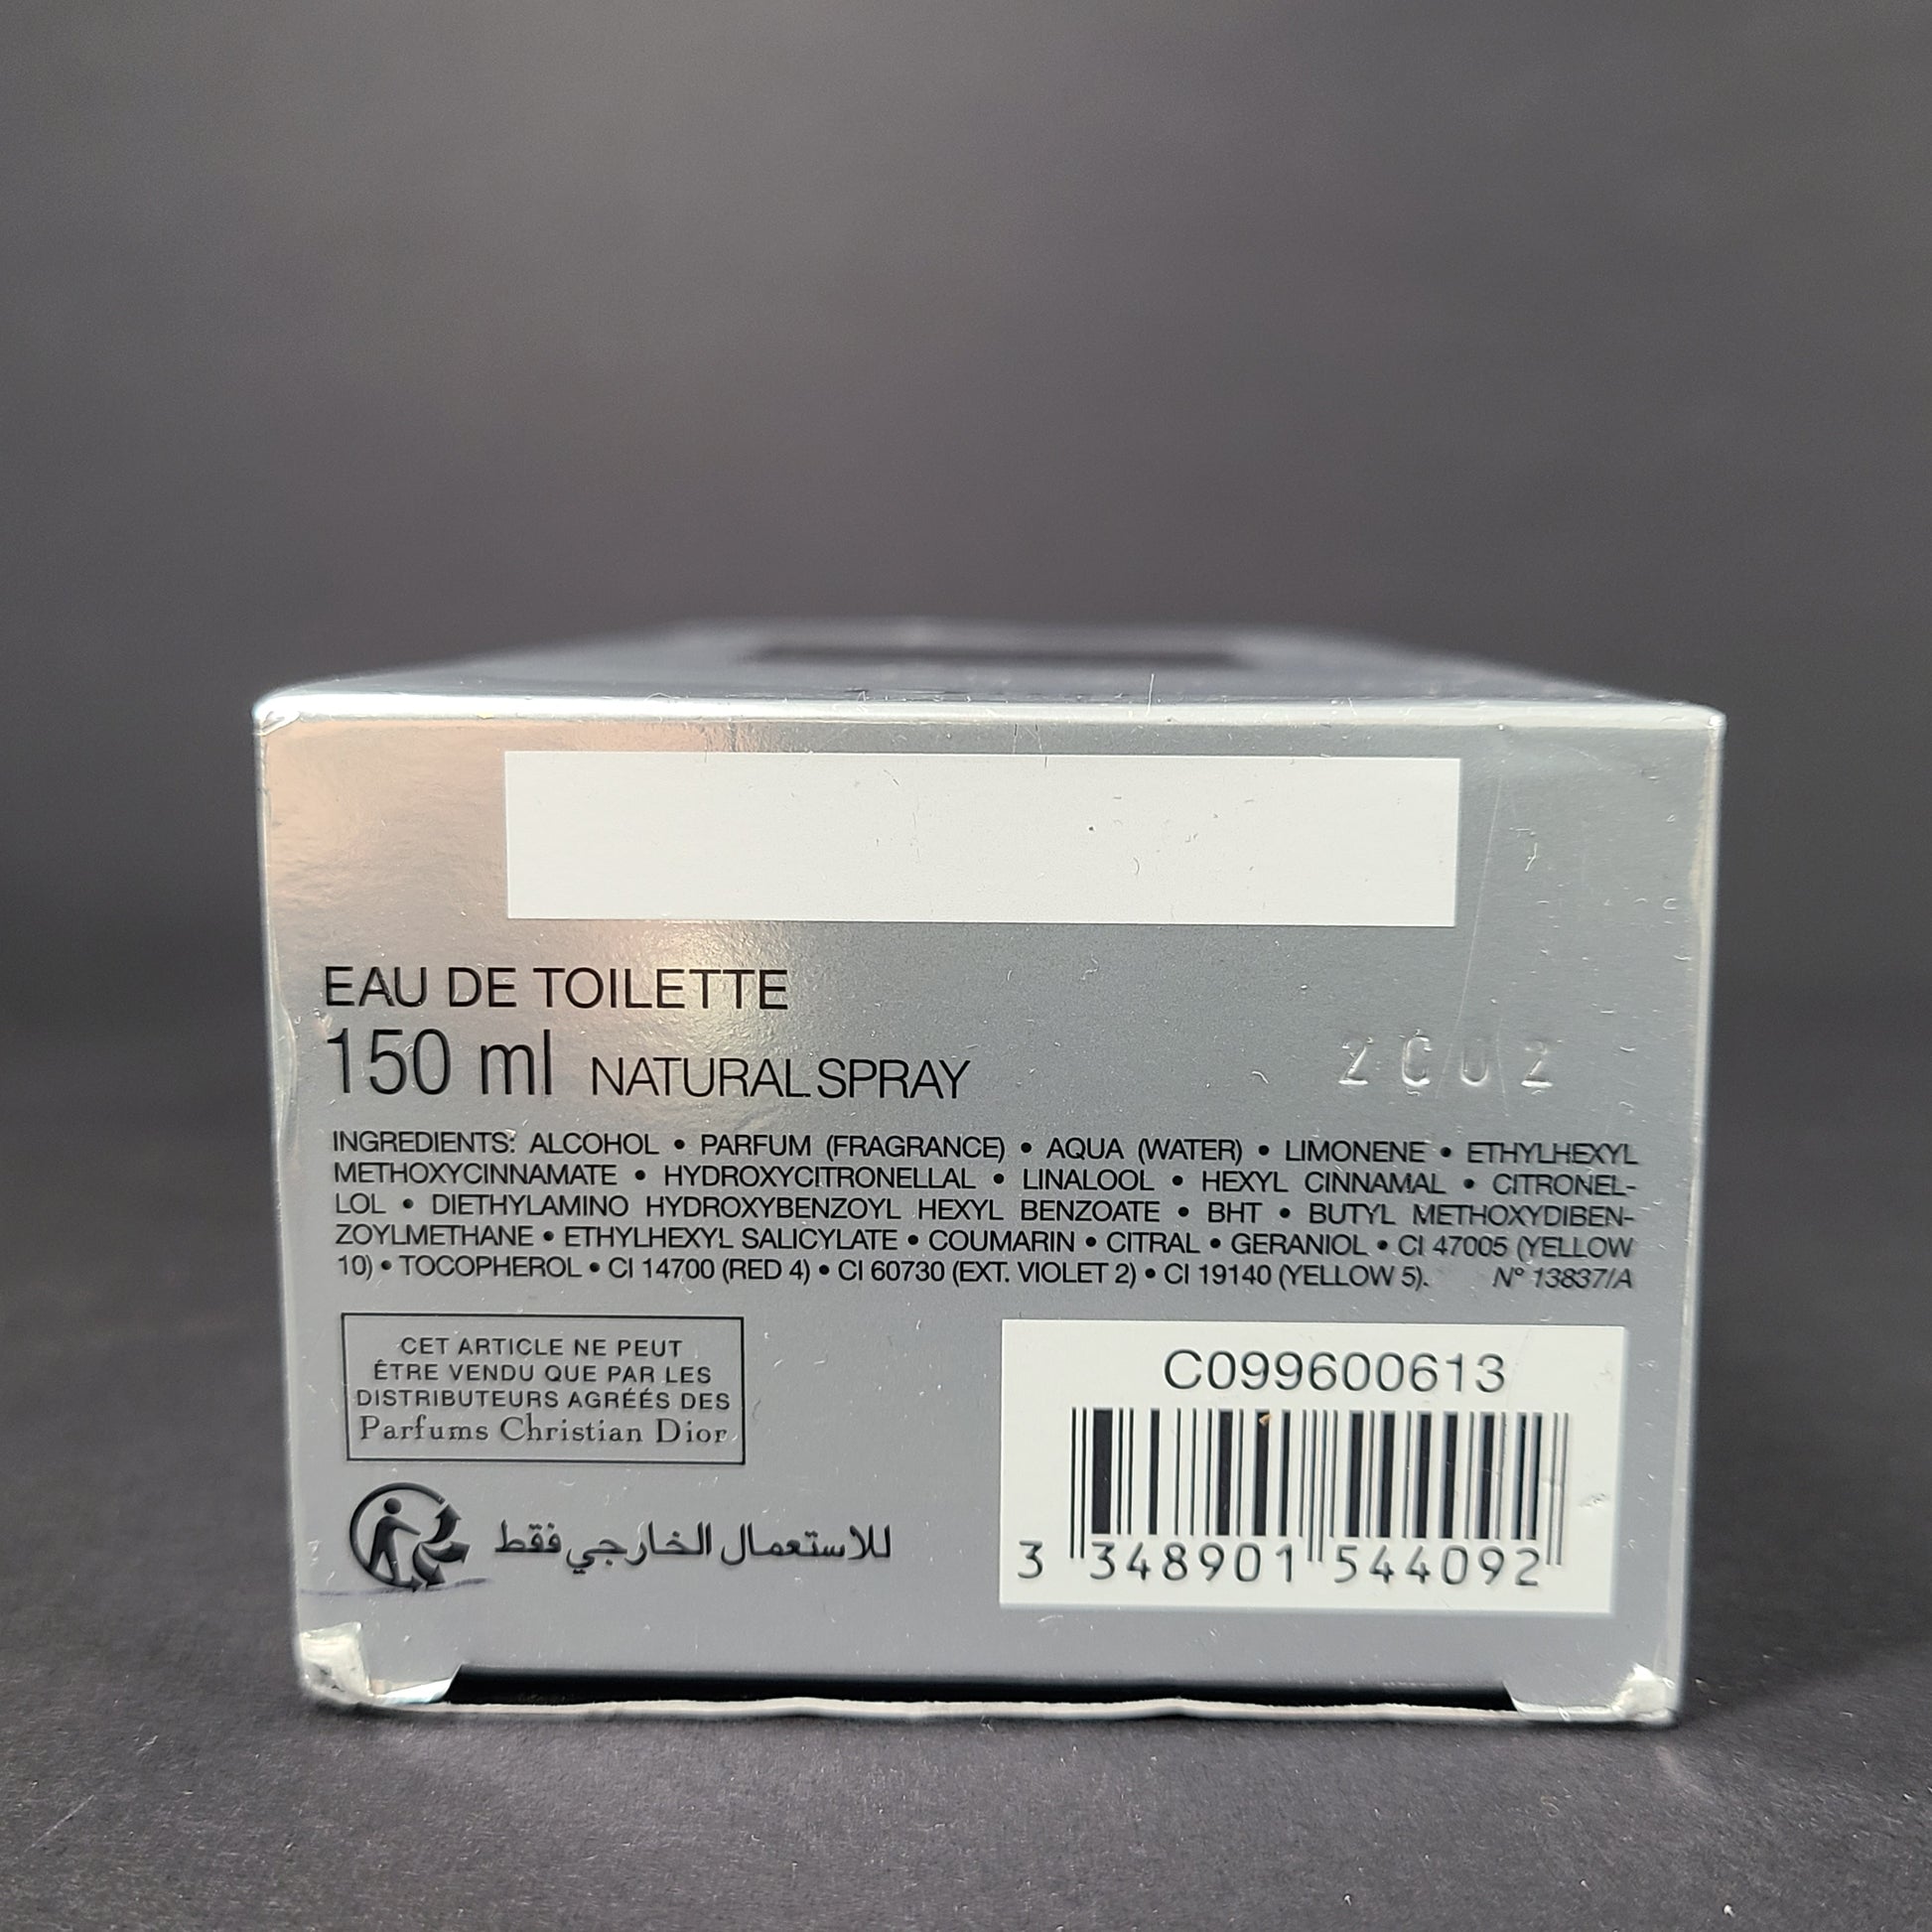 EAU DE TOILETTE
150 ml NATURAL SPRAY
2C02
INGREDIENTS: ALCOHOL • PARFUM (FRAGRANCE) • AQUA (WATER) • LIMONENE • ETHYLHEXYL
METHOXYCINNAMATE • HYDROXYCITRONELLAL • LINALOOL • HEXYL CINNAMAL • CITRONEL-
LOL • DIETHYLAMINO HYDROXYBENZOYL HEXYL BENZOATE • BHT • BUTYL METHOXYDIBEN-
ZOYLMETHANE • ETHYLHEXYL SALICYLATE • COUMARIN • CITRAL • GERANIOL • CI 47005 (YELLOW
10) • TOCOPHEROL • CI 14700 (RED 4) • CI 60730 (EXT. VIOLET 2) • CI 19140 (YELLOW 5). N° 13837/A
CET ARTICLE NE PEUT
ÊTRE VENDU QUE PAR LES
DISTRIBUTEURS AGRÉÉS DES
Parfums Christian Dior
للاستعمال الخارجي فقط
C099600613
3 348901 544092